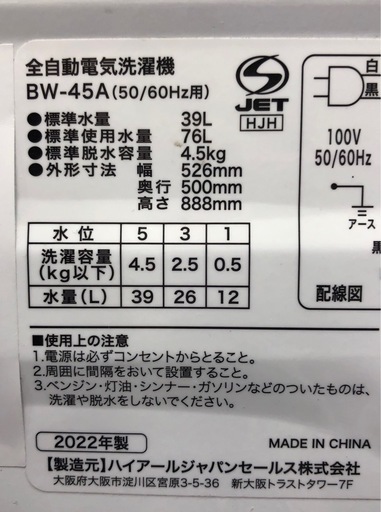 全自動電気洗濯機
BW-45A(50/60Hz用)
JET
HJH
●標準水量 39L
●標準使用水量 76L
●標準脱水容量 4.5kg
●外形寸法 幅 526mm
奥行 500mm
高さ 888mm
白
黒
100V
50/60Hz
アース
黒
配線図
水位 5 3 1
洗濯容量(kg以下) 4.5 2.5 0.5
水量(L) 39 26 12
■使用上の注意
1.電源は必ずコンセントからとること。
2.周囲に間隔をおいて設置すること。
3.ベンジン・灯油・シンナー・ガソリンなどのついたものは、
洗濯や脱水をしないでください。
2022年製
MADE IN CHINA
【製造元】ハイアールジャパンセールス株式会社
大阪府大阪市淀川区宮原3-5-36 新大阪トラストタワー7F